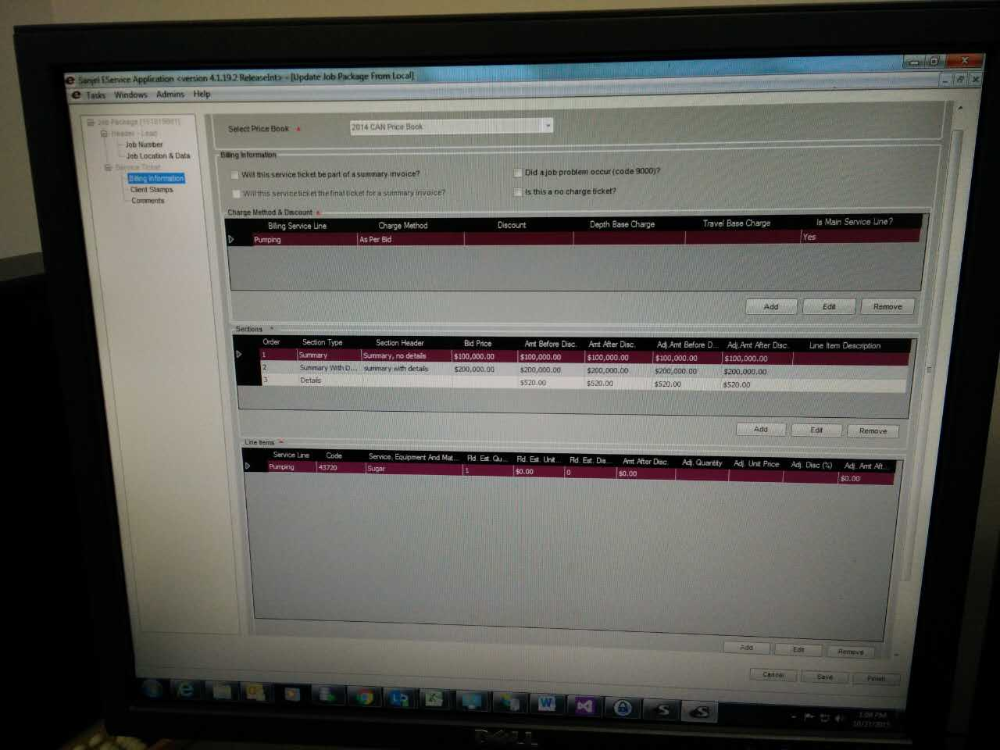 Sanjel EService Application <version 4.1.19.2 ReleaseInt> - [Update Job Package From Local]
Tasks Windows Admins Help
Job Package
Header - Lead
Job Number
Job Location & Data
Service Ticket
Billing Information
Client Stamps
Comments
Select Price Book
2014 CAN Price Book
Billing Information
Will this service ticket be part of a summary invoice?
Did a job problem occur (code 9000)?
Will this service ticket the final ticket for a summary invoice?
Is this a no charge ticket?
Charge Method & Discount
Billing Service Line Charge Method Discount Depth Base Charge Travel Base Charge Is Main Service Line?
Pumping As Per Bid Yes
Add Edit Remove
Sections
Order Section Type Section Header Bid Price Amt Before Disc. Amt After Disc. Adj.Amt Before D... Adj.Amt After Disc. Line Item Description
1 Summary Summary, no details $100,000.00 $100,000.00 $100,000.00 $100,000.00 $100,000.00
2 Summary With D... summary with details $200,000.00 $200,000.00 $200,000.00 $200,000.00 $200,000.00
3 Details $520.00 $520.00 $520.00 $520.00
Add Edit Remove
Line Items
Service Line Code Service, Equipment And Mat... Fld. Est. Qu... Fld. Est. Unit... Fld. Est. Dis... Amt After Disc. Adj. Quantity Adj. Unit Price Adj. Disc (%) Adj. Amt Aft...
Pumping 43720 Sugar 1 $0.00 0 $0.00 $0.00
Add Edit Remove
Cancel Save Finish
1:08 PM
10/27/2015
DELL